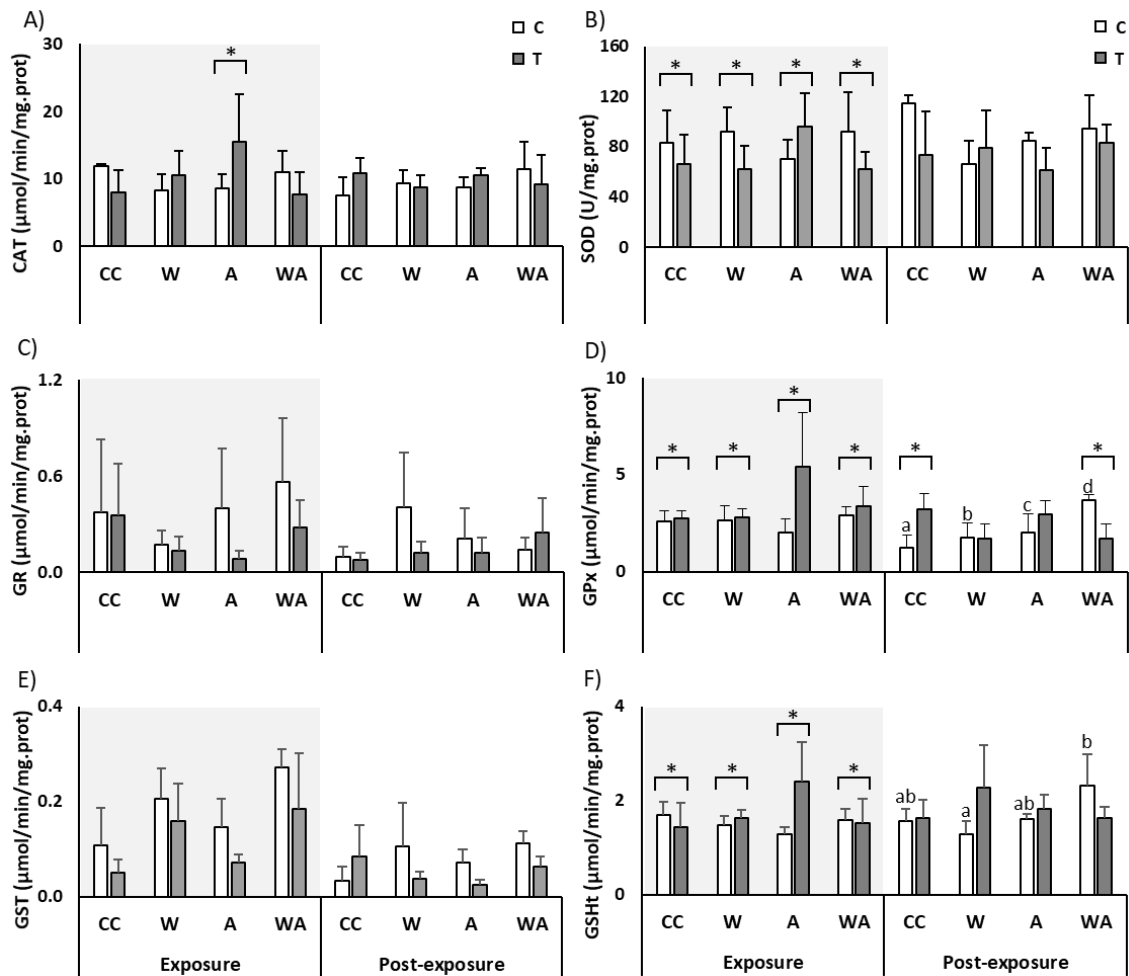 A)
CAT (µmol/min/mg.prot)
30
20
10
0
*
C
T
CC W A WA CC W A WA
B)
SOD (U/mg.prot)
160
120
80
40
0
* * * *
C
T
CC W A WA CC W A WA
C)
GR (µmol/min/mg.prot)
1.2
0.6
0.0
CC W A WA CC W A WA
D)
GPx (µmol/min/mg.prot)
10
5
0
* * * * * *
a b c d
CC W A WA CC W A WA
E)
GST (µmol/min/mg.prot)
0.4
0.2
0.0
CC W A WA CC W A WA
Exposure Post-exposure
F)
GSHt (µmol/min/mg.prot)
4
2
0
* * * *
ab a ab b
CC W A WA CC W A WA
Exposure Post-exposure